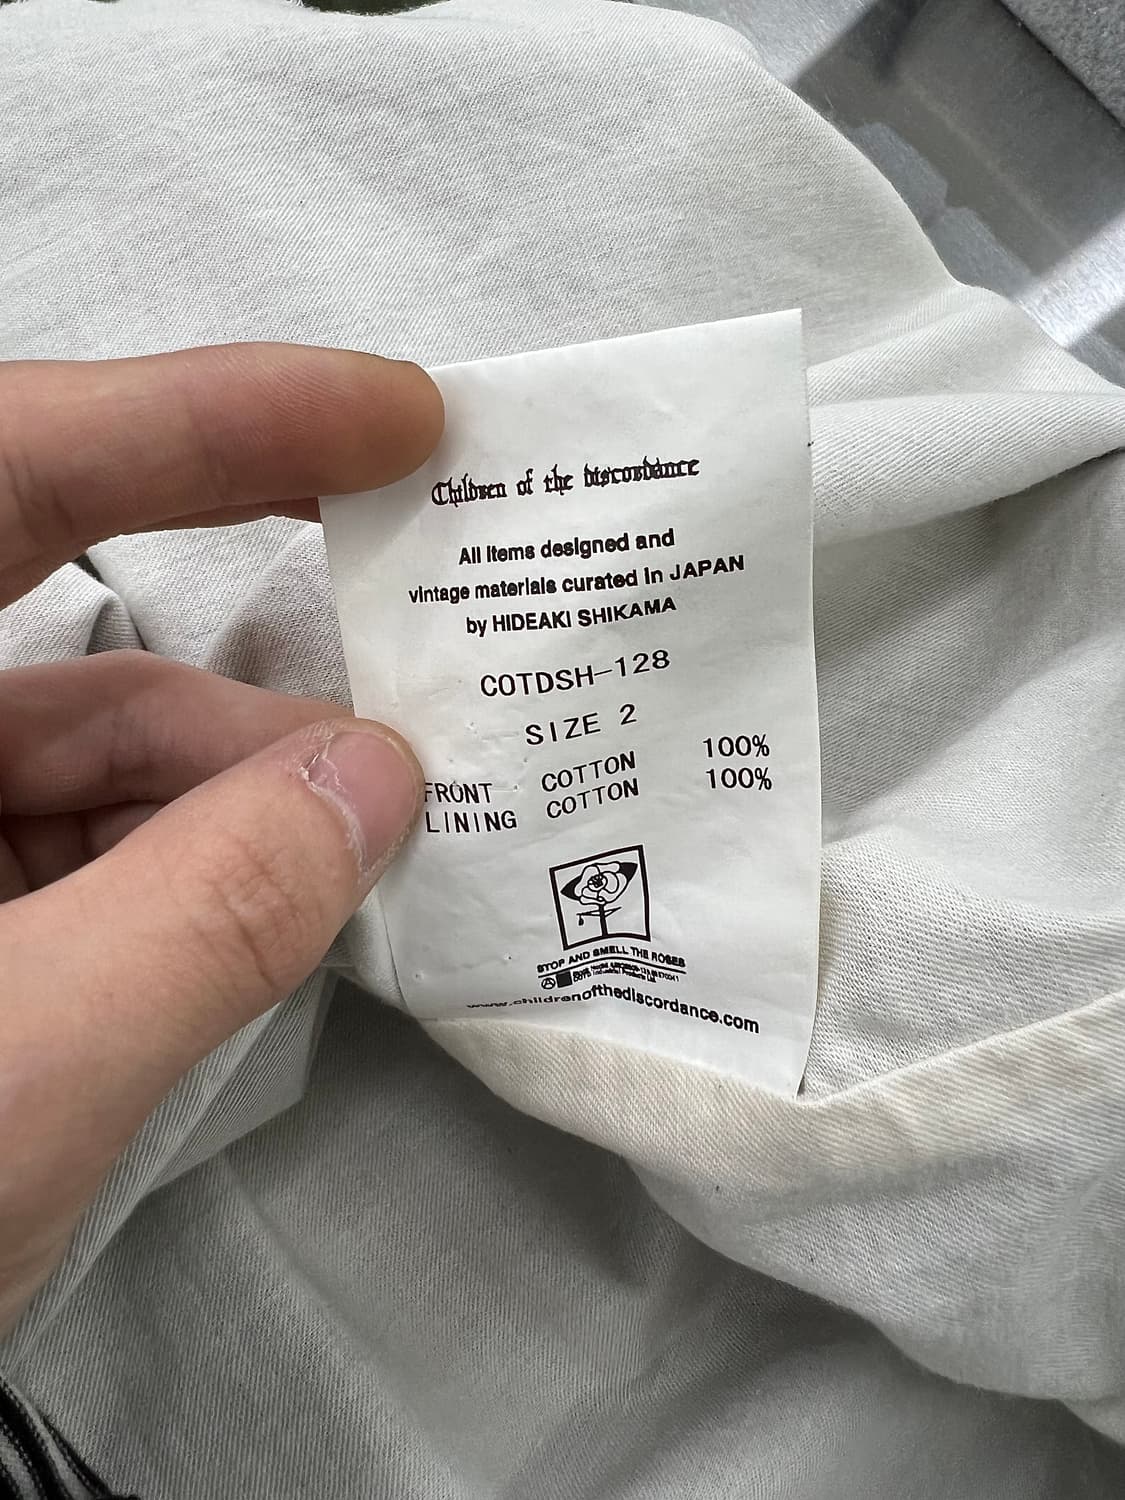 Children of the discordance
All items designed and
vintage materials curated in JAPAN
by HIDEAKI SHIKAMA
COTDSH-128
SIZE 2
FRONT COTTON 100%
LINING COTTON 100%
STOP AND SMELL THE ROSES
www.childrenofthediscordance.com